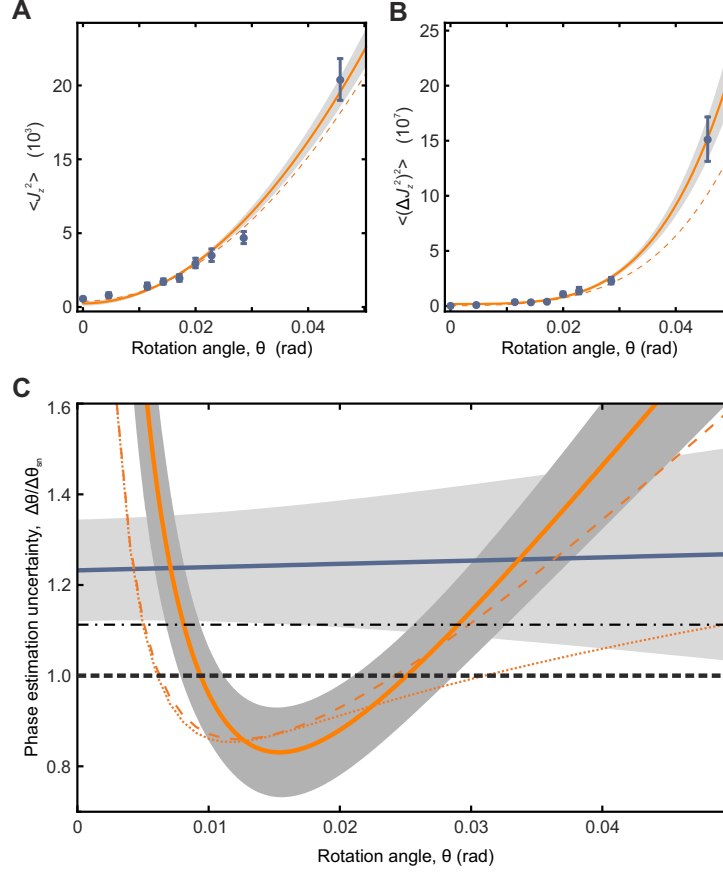 A
<J_z^2> (10^3)
20
15
5
0
0
0.02
0.04
Rotation angle, θ (rad)
B
<(ΔJ_z^2)^2> (10^7)
25
20
15
10
5
0
0
0.02
0.04
Rotation angle, θ (rad)
C
Phase estimation uncertainty, Δθ/Δθ_sn
1.6
1.4
1.2
1.0
0.8
0
0.01
0.02
0.03
0.04
Rotation angle, θ (rad)